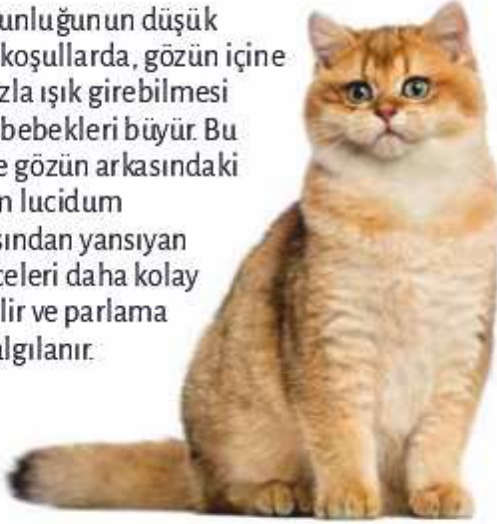 unluğunun düşük
koşullarda, gözün içine
zla ışık girebilmesi
bebekleri büyür. Bu
e gözün arkasındaki
n lucidum
sından yansıyan
celeri daha kolay
lir ve parlama
algılanır.